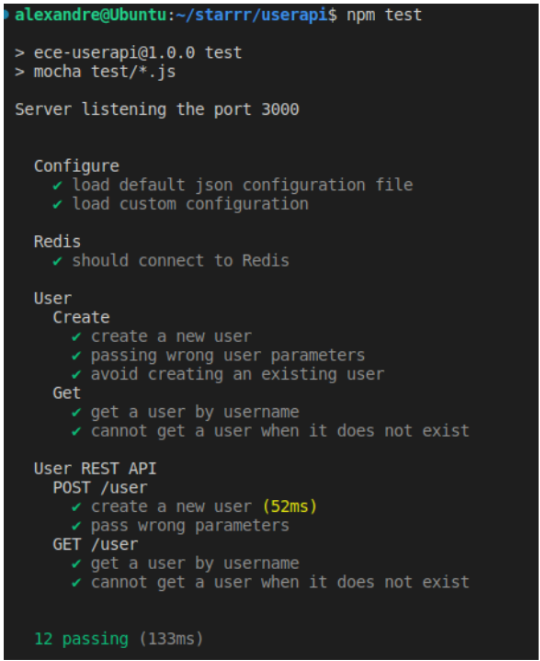 alexandre@Ubuntu:~/starrr/userapi$ npm test
> ece-userapi@1.0.0 test
> mocha test/*.js
Server listening the port 3000
Configure
✔ load default json configuration file
✔ load custom configuration
Redis
✔ should connect to Redis
User
Create
✔ create a new user
✔ passing wrong user parameters
✔ avoid creating an existing user
Get
✔ get a user by username
✔ cannot get a user when it does not exist
User REST API
POST /user
✔ create a new user (52ms)
✔ pass wrong parameters
GET /user
✔ get a user by username
✔ cannot get a user when it does not exist
12 passing (133ms)